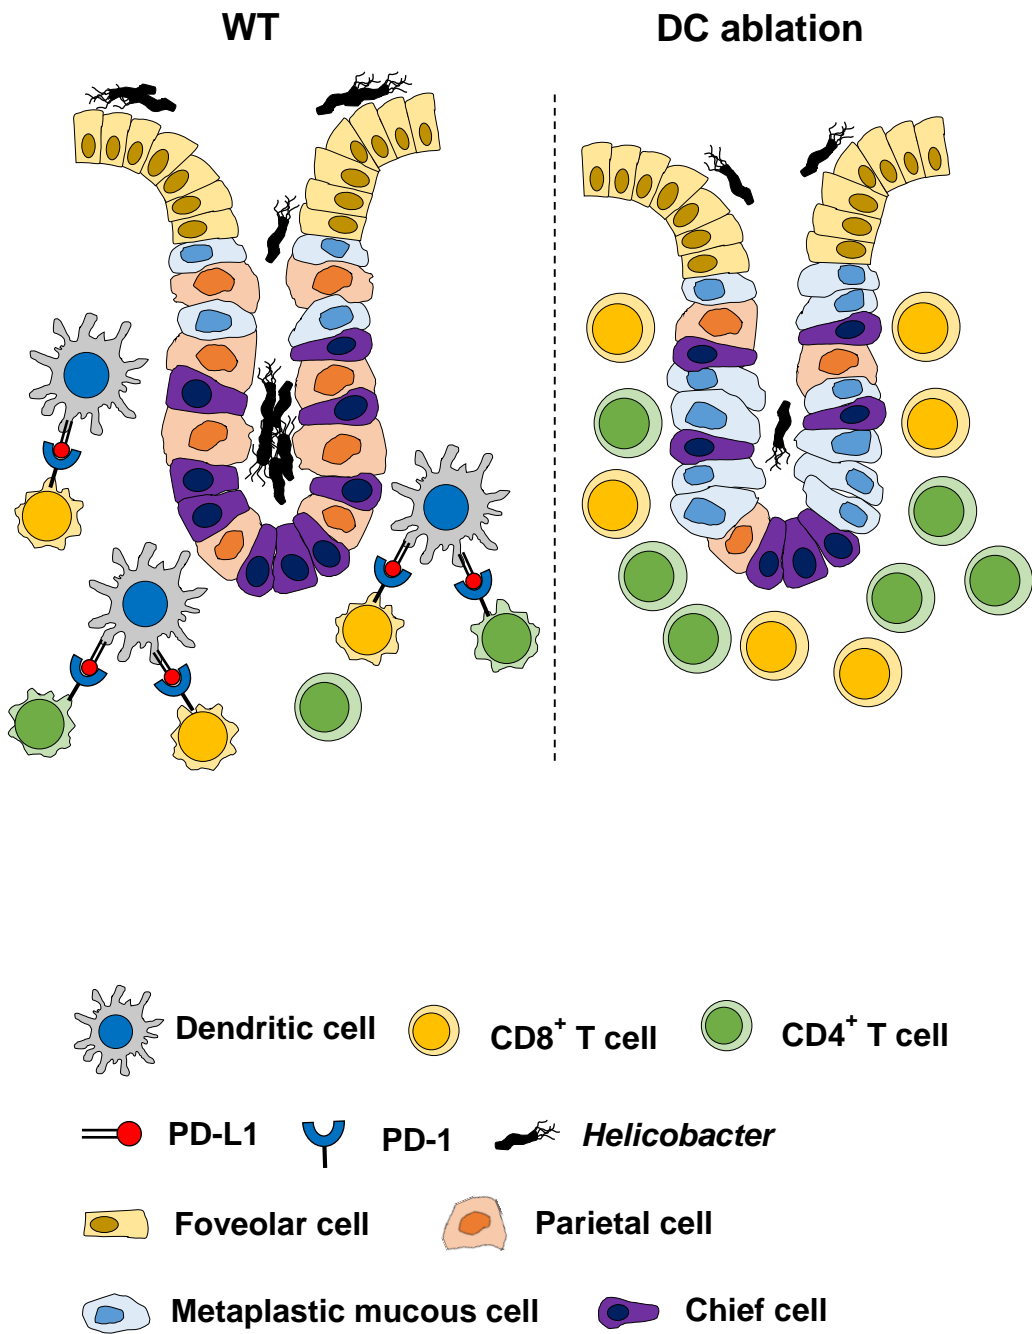 WT DC ablation
Dendritic cell CD8+ T cell CD4+ T cell
PD-L1 PD-1 Helicobacter
Foveolar cell Parietal cell
Metaplastic mucous cell Chief cell